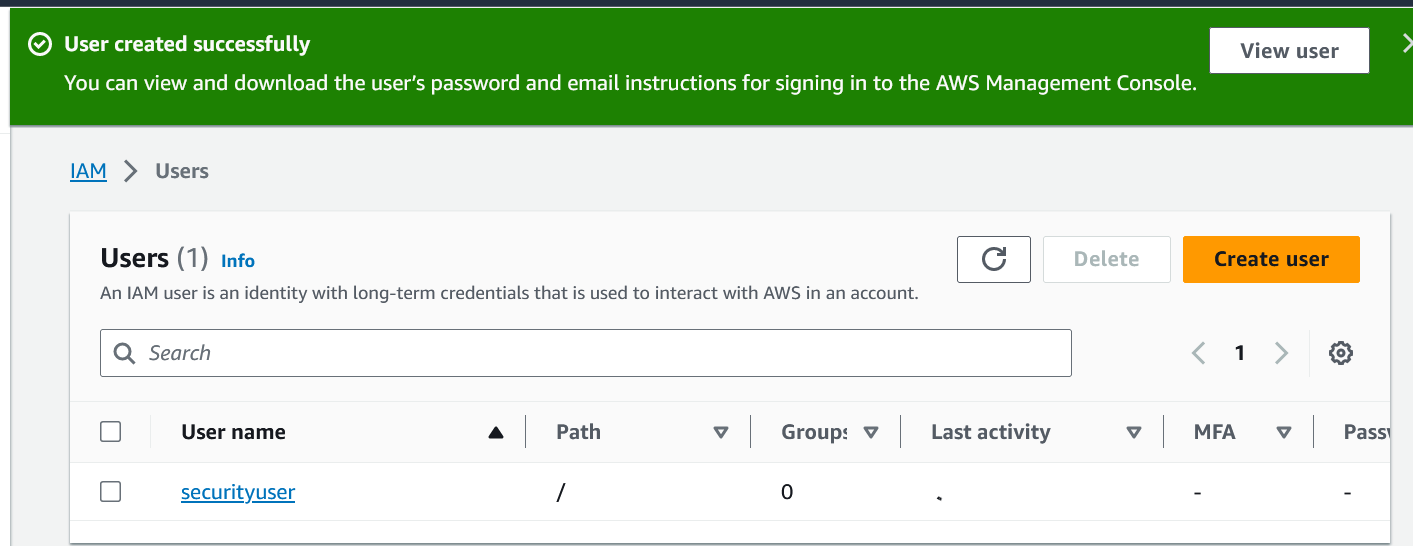 User created successfully
View user
You can view and download the user's password and email instructions for signing in to the AWS Management Console.
IAM > Users
Users (1) Info
Delete
Create user
An IAM user is an identity with long-term credentials that is used to interact with AWS in an account.
Search
1
User name Path Groups Last activity MFA Passw
securityuser / 0 - -